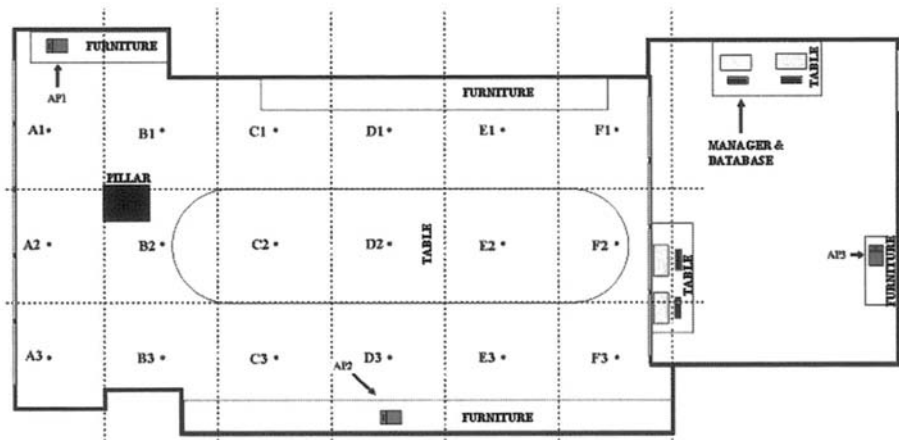 FURNITURE
AP1
FURNITURE
TABLE
A1
B1
C1
D1
E1
F1
MANAGER &
DATABASE
PILLAR
A2
B2
C2
D2
TABLE
E2
F2
TABLE
AP3
FURNITURE
A3
B3
C3
D3
E3
F3
AP2
FURNITURE